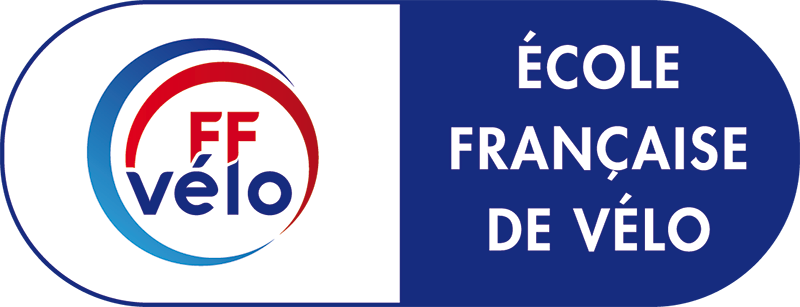 FF
vélo
ÉCOLE
FRANÇAISE
DE VÉLO